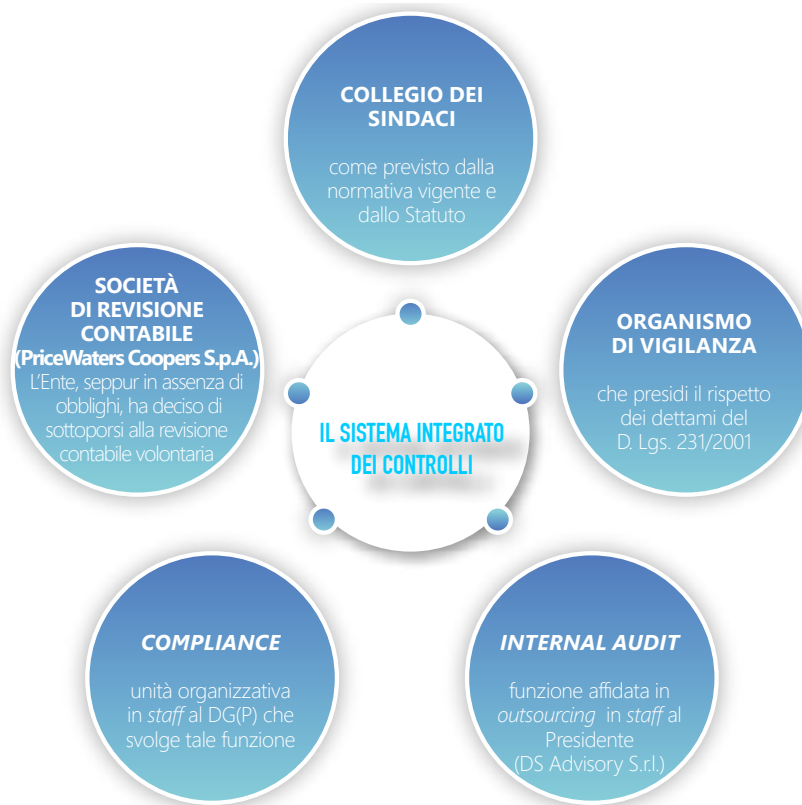 COLLEGIO DEI
SINDACI
come previsto dalla
normativa vigente e
dallo Statuto
SOCIETÀ
DI REVISIONE
CONTABILE
(PriceWaters Coopers S.p.A.)
L'Ente, seppur in assenza di
obblighi, ha deciso di
sottoporsi alla revisione
contabile volontaria
ORGANISMO
DI VIGILANZA
che presidi il rispetto
dei dettami del
D. Lgs. 231/2001
IL SISTEMA INTEGRATO
DEI CONTROLLI
COMPLIANCE
unità organizzativa
in staff al DG(P) che
svolge tale funzione
INTERNAL AUDIT
funzione affidata in
outsourcing in staff al
Presidente
(DS Advisory S.r.l.)